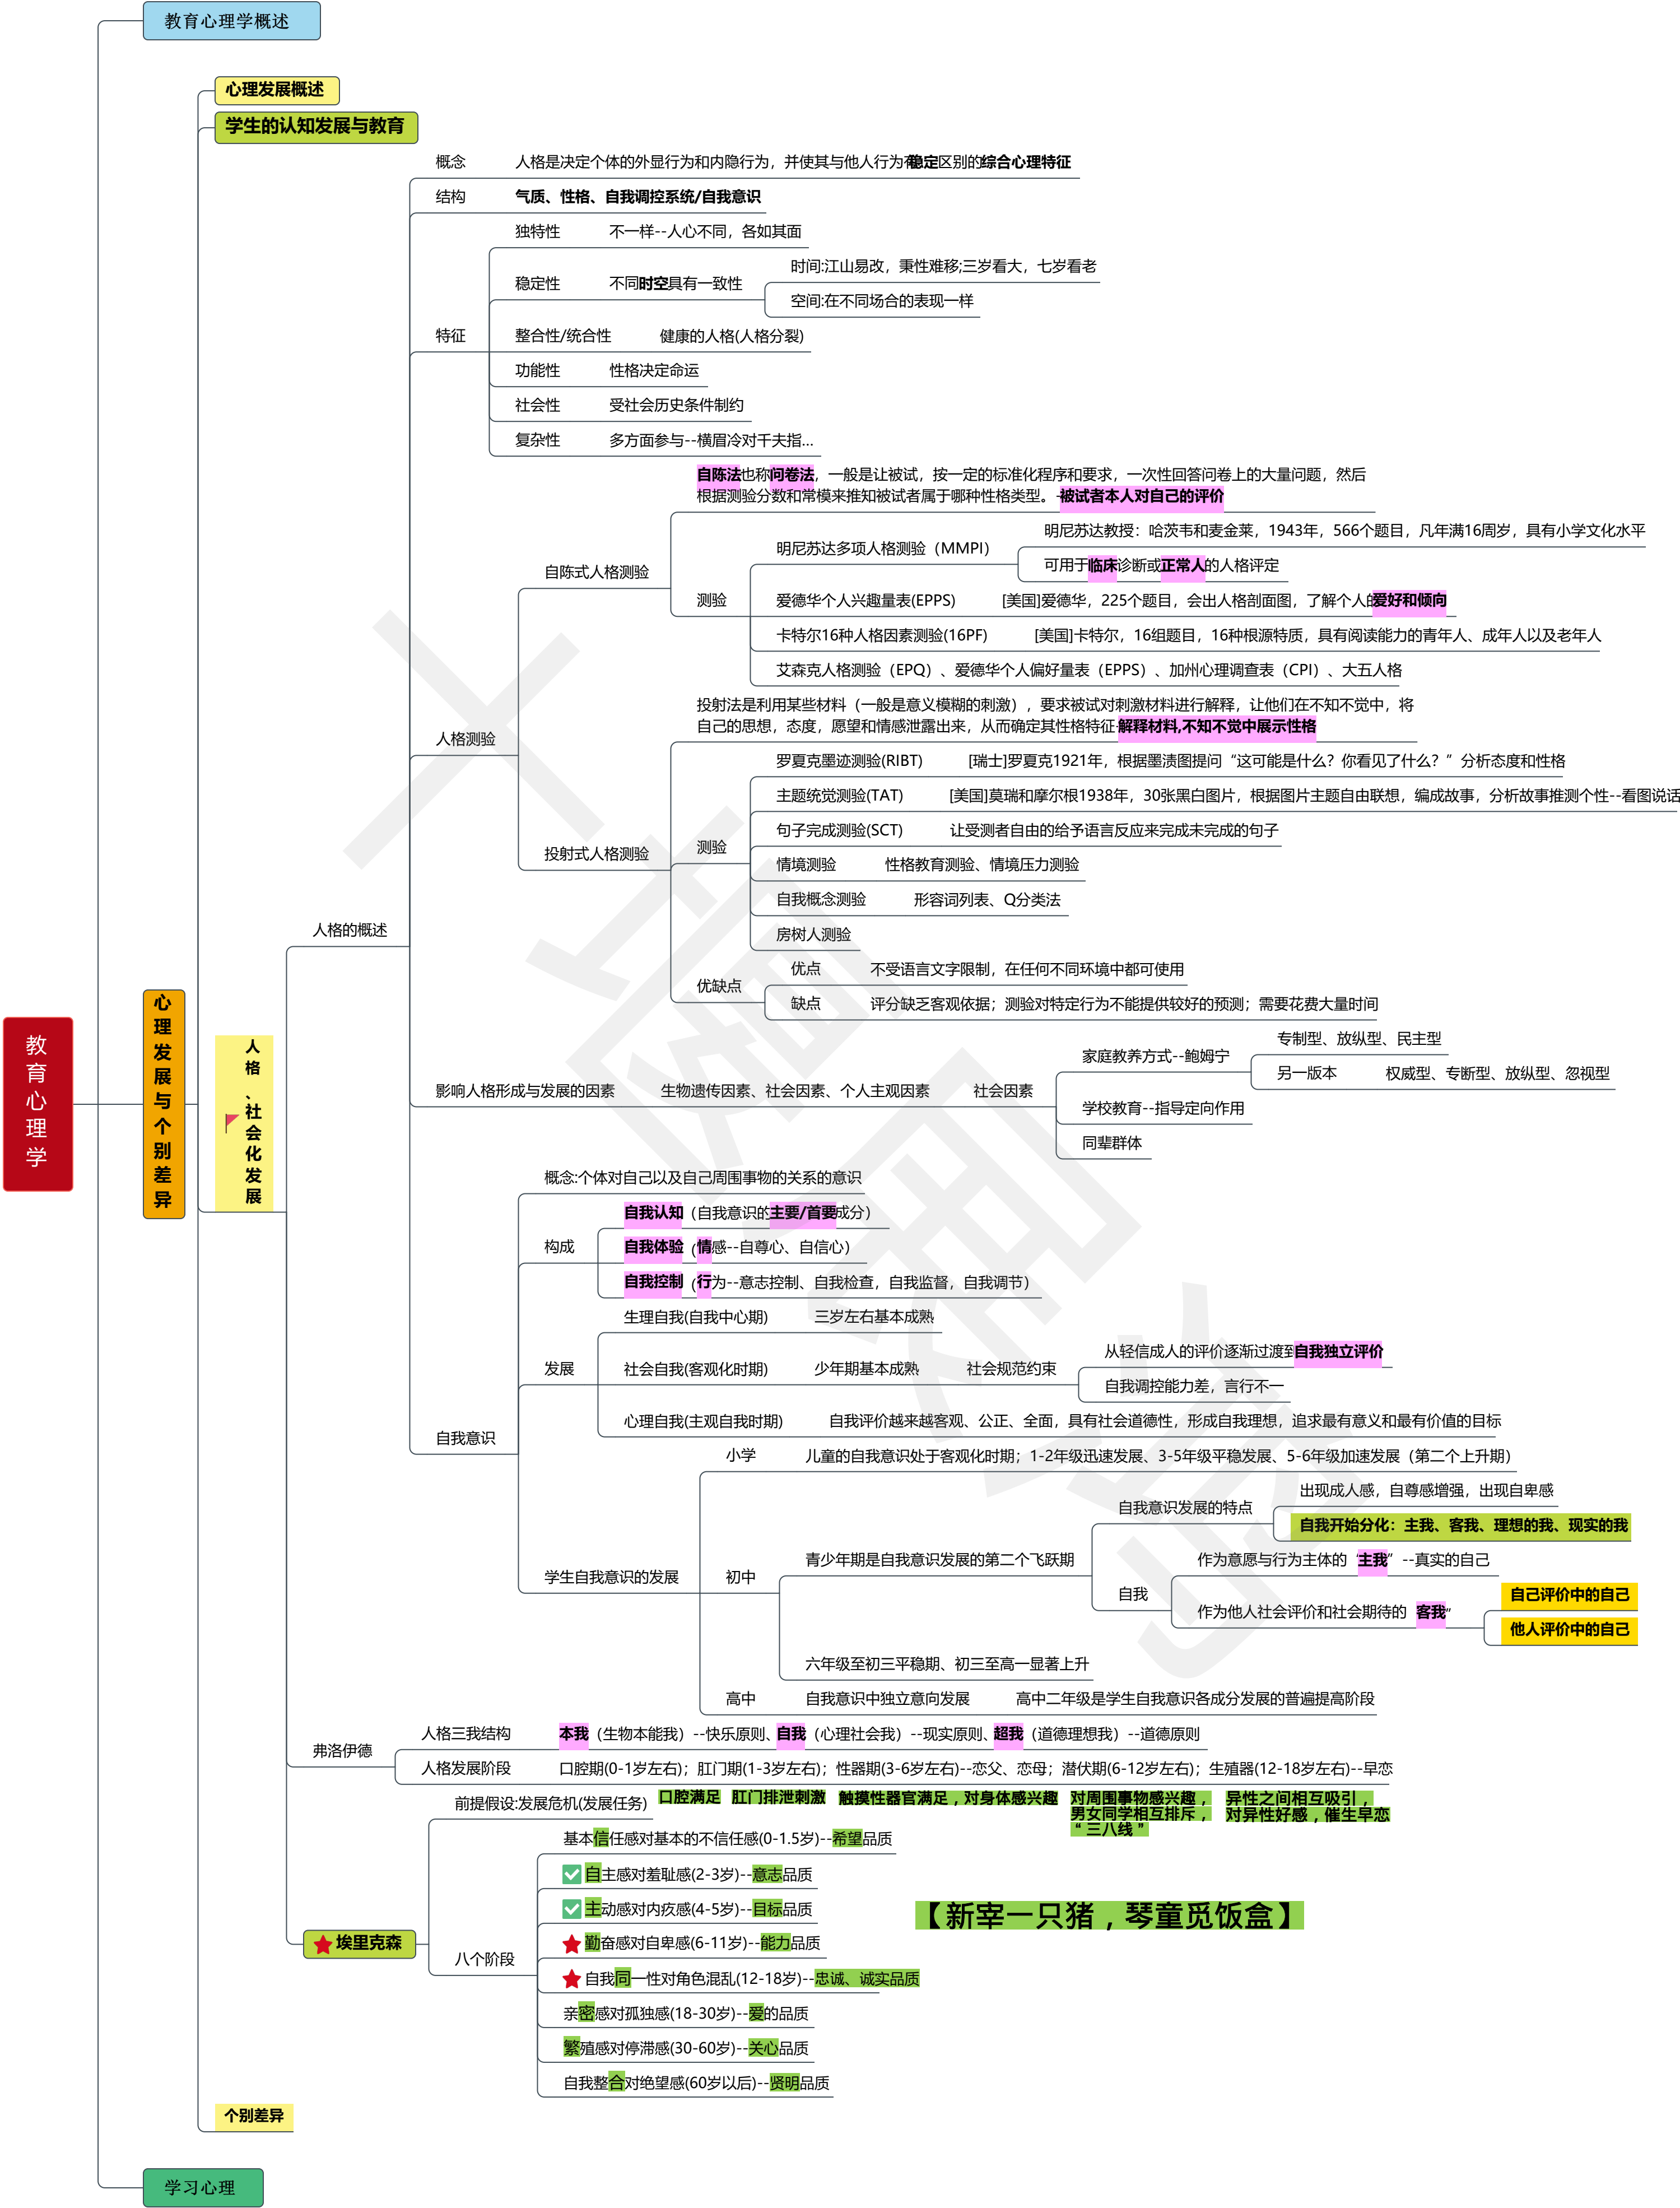 教育心理学概述
心理发展概述
学生的认知发展与教育
概念
人格是决定个体的外显行为和内隐行为，并使其与他人行为有稳定区别的综合心理特征
结构
气质、性格、自我调控系统/自我意识
独特性
不一样--人心不同，各如其面
稳定性
不同时空具有一致性
时间:江山易改，秉性难移;三岁看大，七岁看老
空间:在不同场合的表现一样
特征
整合性/统合性
健康的人格(人格分裂)
功能性
性格决定命运
社会性
受社会历史条件制约
复杂性
多方面参与--横眉冷对千夫指...
自陈法也称问卷法，一般是让被试，按一定的标准化程序和要求，一次性回答问卷上的大量问题，然后
根据测验分数和常模来推知被试者属于哪种性格类型。-被试者本人对自己的评价
明尼苏达教授：哈茨韦和麦金莱，1943年，566个题目，凡年满16周岁，具有小学文化水平
明尼苏达多项人格测验（MMPI）
可用于临床诊断或正常人的人格评定
自陈式人格测验
测验
爱德华个人兴趣量表(EPPS)
[美国]爱德华，225个题目，会出人格剖面图，了解个人的爱好和倾向
卡特尔16种人格因素测验(16PF)
[美国]卡特尔，16组题目，16种根源特质，具有阅读能力的青年人、成年人以及老年人
艾森克人格测验（EPQ）、爱德华个人偏好量表（EPPS）、加州心理调查表（CPI）、大五人格
投射法是利用某些材料（一般是意义模糊的刺激），要求被试对刺激材料进行解释，让他们在不知不觉中，将
自己的思想，态度，愿望和情感泄露出来，从而确定其性格特征-解释材料,不知不觉中展示性格
人格测验
罗夏克墨迹测验(RIBT)
[瑞士]罗夏克1921年，根据墨渍图提问“这可能是什么？你看见了什么？”分析态度和性格
主题统觉测验(TAT)
[美国]莫瑞和摩尔根1938年，30张黑白图片，根据图片主题自由联想，编成故事，分析故事推测个性--看图说话
句子完成测验(SCT)
让受测者自由的给予语言反应来完成未完成的句子
投射式人格测验
测验
情境测验
性格教育测验、情境压力测验
自我概念测验
形容词列表、Q分类法
房树人测验
人格的概述
优点
不受语言文字限制，在任何不同环境中都可使用
优缺点
缺点
评分缺乏客观依据；测验对特定行为不能提供较好的预测；需要花费大量时间
心理发展与个别差异
教育心理学
人格、社会化发展
专制型、放纵型、民主型
家庭教养方式--鲍姆宁
另一版本
权威型、专断型、放纵型、忽视型
影响人格形成与发展的因素
生物遗传因素、社会因素、个人主观因素
社会因素
学校教育--指导定向作用
同辈群体
概念:个体对自己以及自己周围事物的关系的意识
自我认知（自我意识的主要/首要成分）
构成
自我体验（情感--自尊心、自信心）
自我控制（行为--意志控制、自我检查，自我监督，自我调节）
生理自我(自我中心期)
三岁左右基本成熟
发展
社会自我(客观化时期)
少年期基本成熟
社会规范约束
从轻信成人的评价逐渐过渡到自我独立评价
自我调控能力差，言行不一
心理自我(主观自我时期)
自我评价越来越客观、公正、全面，具有社会道德性，形成自我理想，追求最有意义和最有价值的目标
自我意识
小学
儿童的自我意识处于客观化时期；1-2年级迅速发展、3-5年级平稳发展、5-6年级加速发展（第二个上升期）
自我意识发展的特点
出现成人感，自尊感增强，出现自卑感
自我开始分化：主我、客我、理想的我、现实的我
学生自我意识的发展
初中
青少年期是自我意识发展的第二个飞跃期
自我
作为意愿与行为主体的“主我”--真实的自己
作为他人社会评价和社会期待的“客我”
自己评价中的自己
他人评价中的自己
六年级至初三平稳期、初三至高一显著上升
高中
自我意识中独立意向发展
高中二年级是学生自我意识各成分发展的普遍提高阶段
弗洛伊德
人格三我结构
本我（生物本能我）--快乐原则、自我（心理社会我）--现实原则、超我（道德理想我）--道德原则
人格发展阶段
口腔期(0-1岁左右)；肛门期(1-3岁左右)；性器期(3-6岁左右)--恋父、恋母；潜伏期(6-12岁左右)；生殖器(12-18岁左右)--早恋
口腔满足
肛门排泄刺激
触摸性器官满足，对身体感兴趣
对周围事物感兴趣，
男女同学相互排斥，
“三八线”
异性之间相互吸引，
对异性好感，催生早恋
前提假设:发展危机(发展任务)
基本信任感对基本的不信任感(0-1.5岁)--希望品质
自主感对羞耻感(2-3岁)--意志品质
主动感对内疚感(4-5岁)--目标品质
【新宰一只猪，琴童觅饭盒】
埃里克森
八个阶段
勤奋感对自卑感(6-11岁)--能力品质
自我同一性对角色混乱(12-18岁)--忠诚、诚实品质
亲密感对孤独感(18-30岁)--爱的品质
繁殖感对停滞感(30-60岁)--关心品质
自我整合对绝望感(60岁以后)--贤明品质
个别差异
学习心理